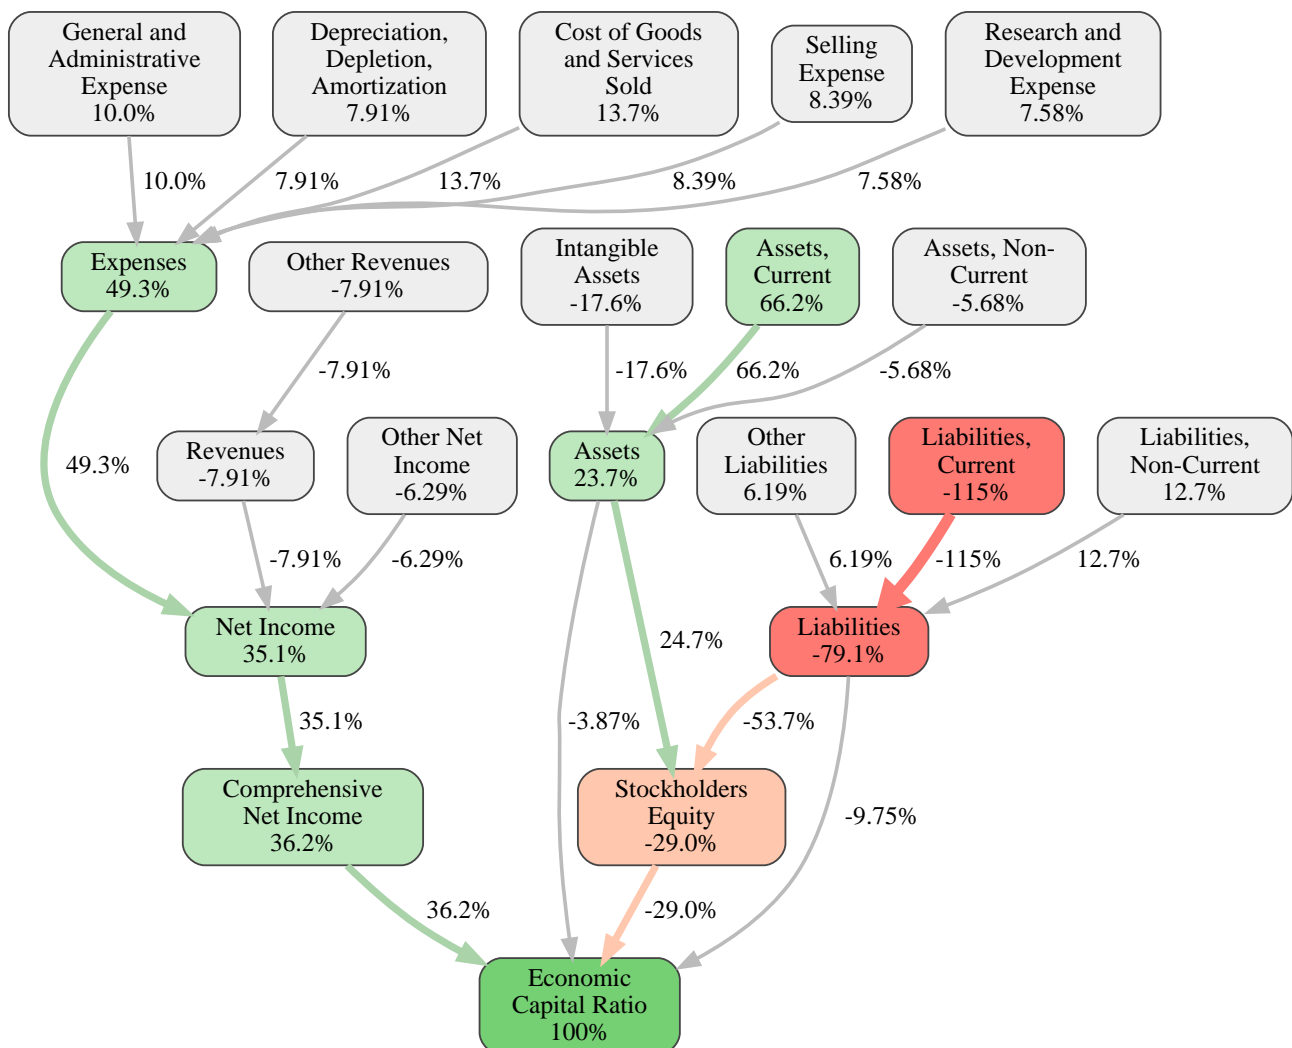 General and
Administrative
Expense
10.0%
Depreciation,
Depletion,
Amortization
7.91%
Cost of Goods
and Services
Sold
13.7%
Selling
Expense
8.39%
Research and
Development
Expense
7.58%
10.0%
7.91%
13.7%
8.39%
7.58%
Expenses
49.3%
Other Revenues
-7.91%
Intangible
Assets
-17.6%
Assets,
Current
66.2%
Assets, Non-
Current
-5.68%
-7.91%
-17.6%
66.2%
-5.68%
49.3%
Revenues
-7.91%
Other Net
Income
-6.29%
Assets
23.7%
Other
Liabilities
6.19%
Liabilities,
Current
-115%
Liabilities,
Non-Current
12.7%
-7.91%
-6.29%
6.19%
-115%
12.7%
Net Income
35.1%
24.7%
Liabilities
-79.1%
35.1%
-3.87%
-53.7%
Comprehensive
Net Income
36.2%
Stockholders
Equity
-29.0%
-9.75%
36.2%
-29.0%
Economic
Capital Ratio
100%